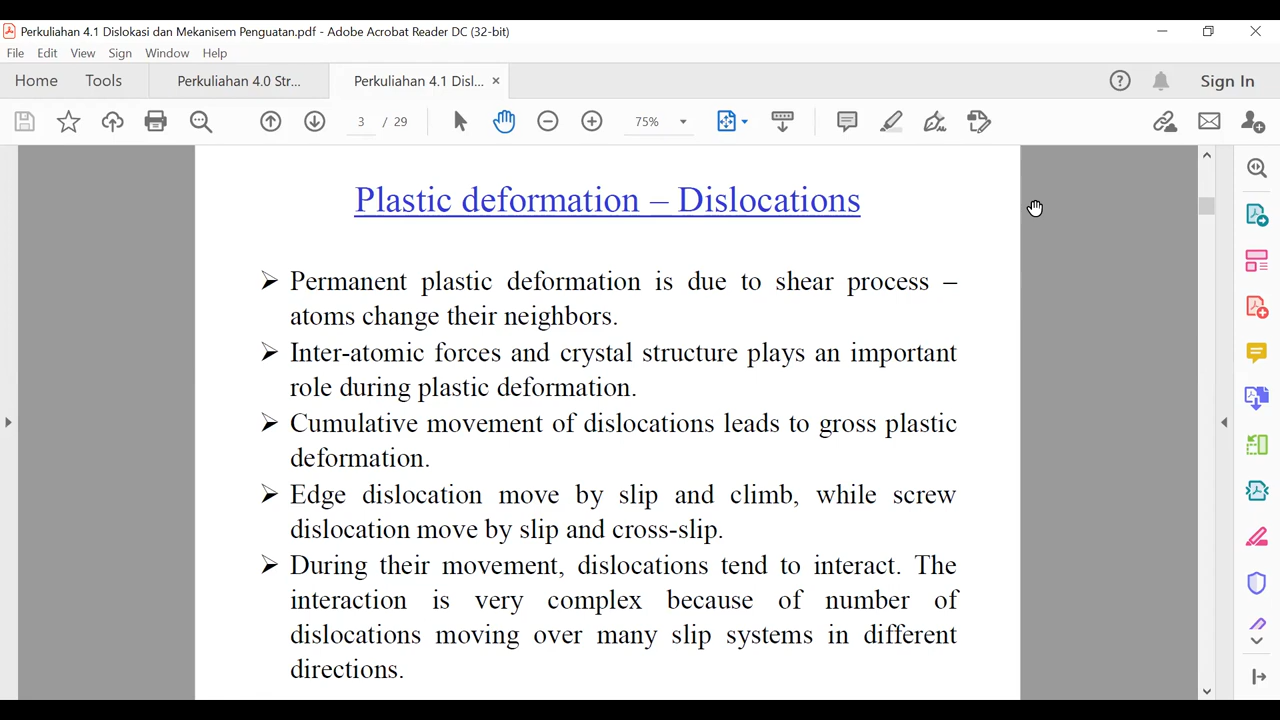 Perkuliahan 4.1 Dislokasi dan Mekanisem Penguatan.pdf - Adobe Acrobat Reader DC (32-bit)
File Edit View Sign Window Help
Home Tools Perkuliahan 4.0 Str... Perkuliahan 4.1 Disl... × Sign In
3 / 29 75%
Plastic deformation – Dislocations
➢ Permanent plastic deformation is due to shear process –
atoms change their neighbors.
➢ Inter-atomic forces and crystal structure plays an important
role during plastic deformation.
➢ Cumulative movement of dislocations leads to gross plastic
deformation.
➢ Edge dislocation move by slip and climb, while screw
dislocation move by slip and cross-slip.
➢ During their movement, dislocations tend to interact. The
interaction is very complex because of number of
dislocations moving over many slip systems in different
directions.